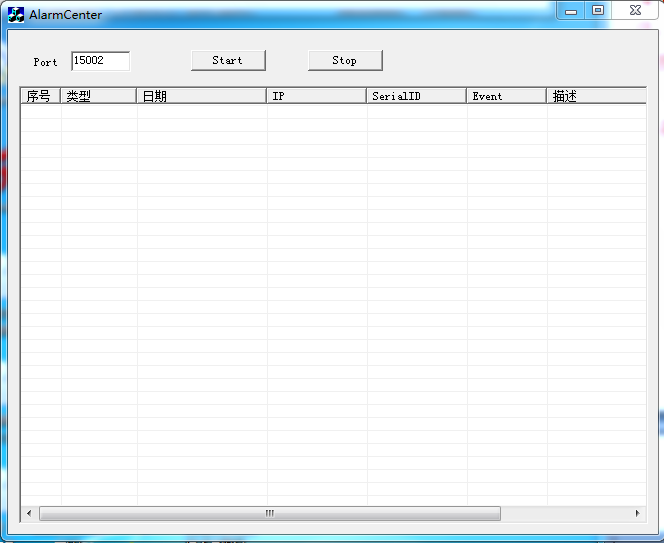 AlarmCenter
Port 15002 Start Stop
序号 类型 日期 IP SerialID Event 描述